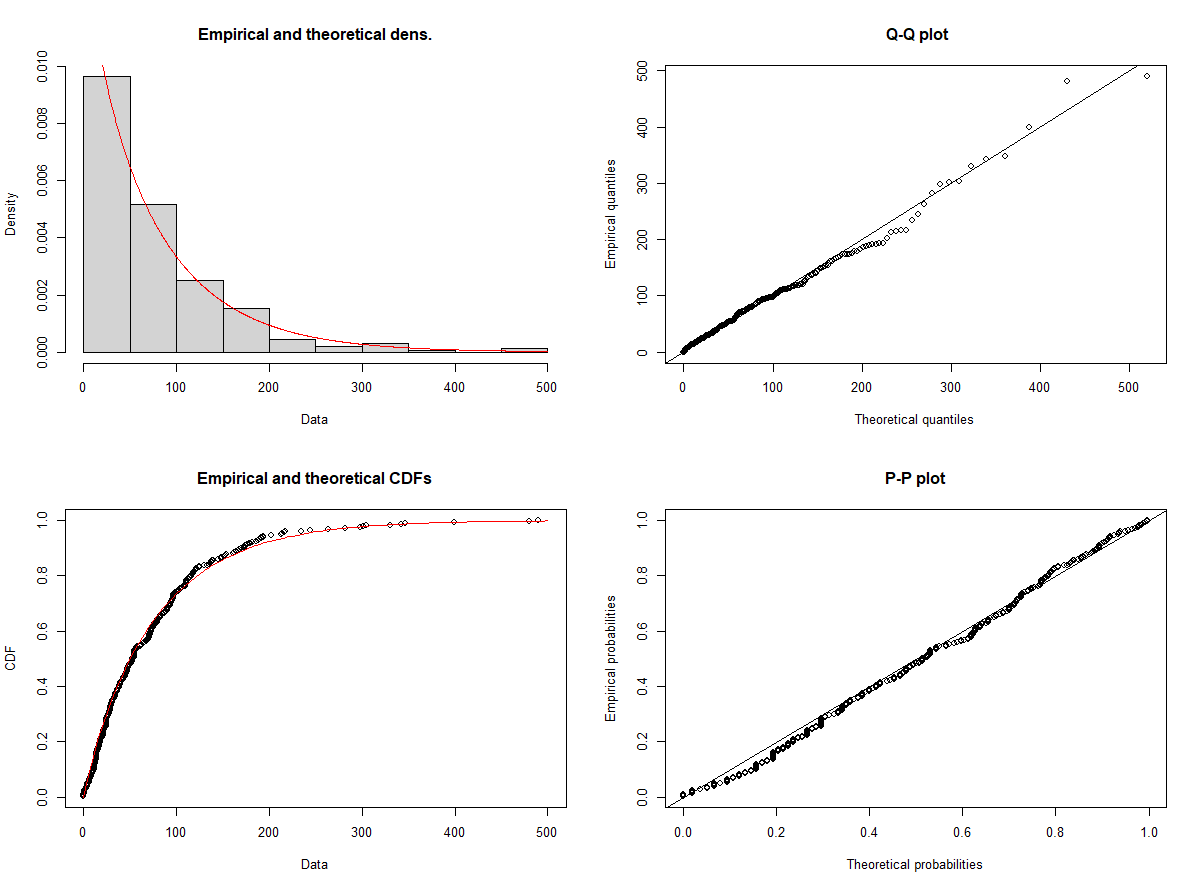 Empirical and theoretical dens.
Density
0.010
0.008
0.006
0.004
0.002
0.000
0 100 200 300 400 500
Data
Q-Q plot
Empirical quantiles
500
400
300
200
100
0
0 100 200 300 400 500
Theoretical quantiles
Empirical and theoretical CDFs
CDF
1.0
0.8
0.6
0.4
0.2
0.0
0 100 200 300 400 500
Data
P-P plot
Empirical probabilities
1.0
0.8
0.6
0.4
0.2
0.0
0.0 0.2 0.4 0.6 0.8 1.0
Theoretical probabilities